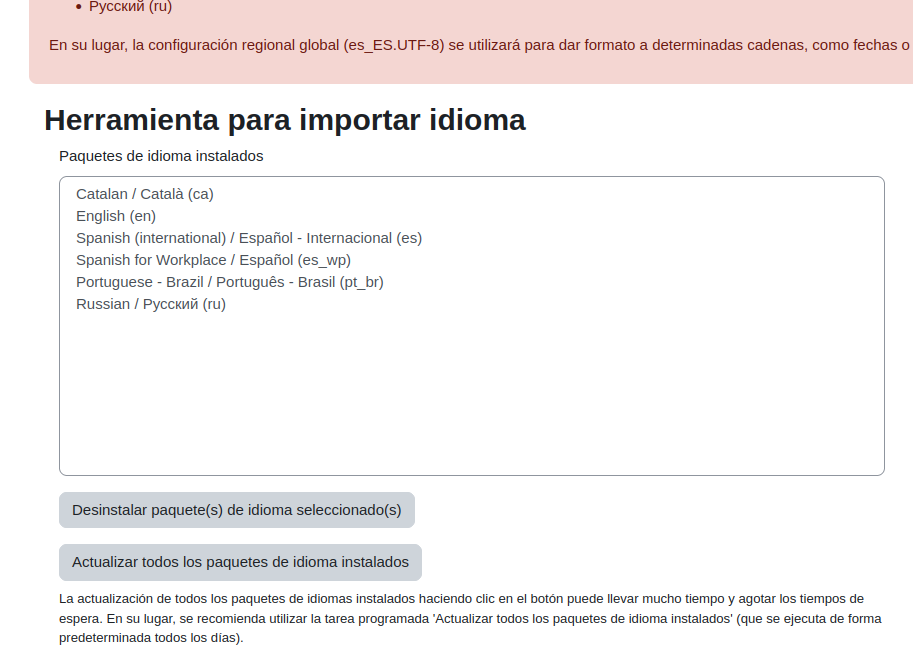 • Русский (ru)
En su lugar, la configuración regional global (es_ES.UTF-8) se utilizará para dar formato a determinadas cadenas, como fechas o
Herramienta para importar idioma
Paquetes de idioma instalados
Catalan / Català (ca)
English (en)
Spanish (international) / Español - Internacional (es)
Spanish for Workplace / Español (es_wp)
Portuguese - Brazil / Português - Brasil (pt_br)
Russian / Русский (ru)
Desinstalar paquete(s) de idioma seleccionado(s)
Actualizar todos los paquetes de idioma instalados
La actualización de todos los paquetes de idiomas instalados haciendo clic en el botón puede llevar mucho tiempo y agotar los tiempos de
espera. En su lugar, se recomienda utilizar la tarea programada 'Actualizar todos los paquetes de idioma instalados' (que se ejecuta de forma
predeterminada todos los días).